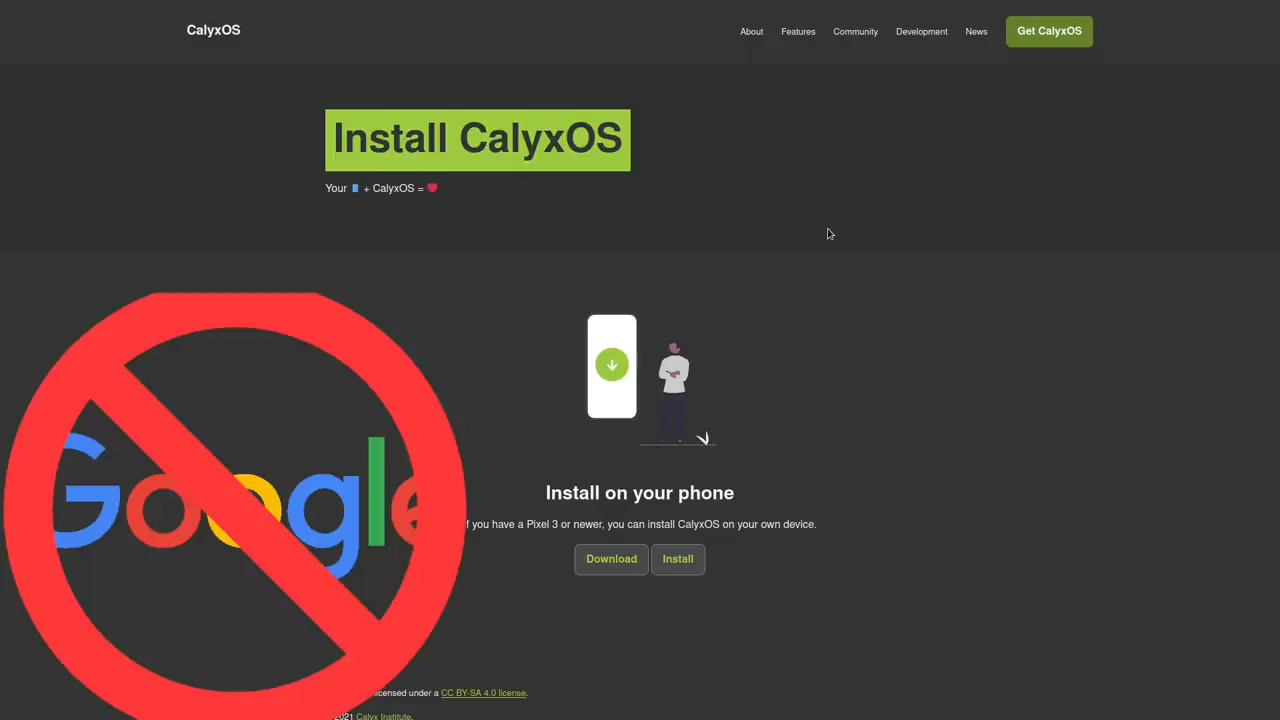 CalyxOS
About Features Community Development News Get CalyxOS
Install CalyxOS
Your + CalyxOS =
Google
Install on your phone
f you have a Pixel 3 or newer, you can install CalyxOS on your own device.
Download Install
censed under a CC BY-SA 4.0 license.
2021 Calyx Institute.